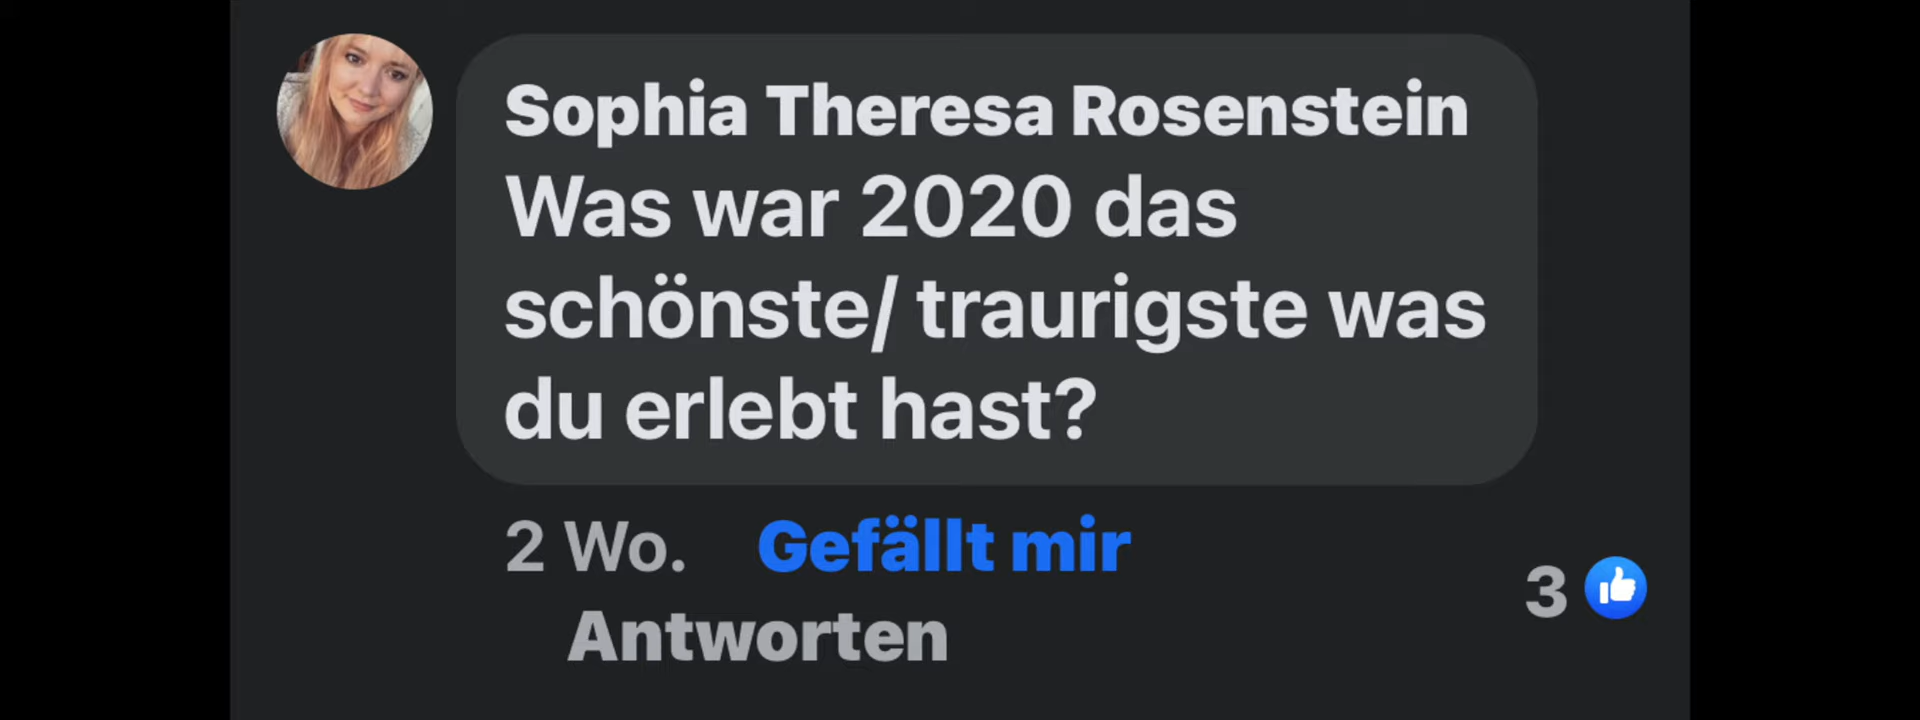 Sophia Theresa Rosenstein
Was war 2020 das
schönste/ traurigste was
du erlebt hast?
2 Wo. Gefällt mir
3
Antworten